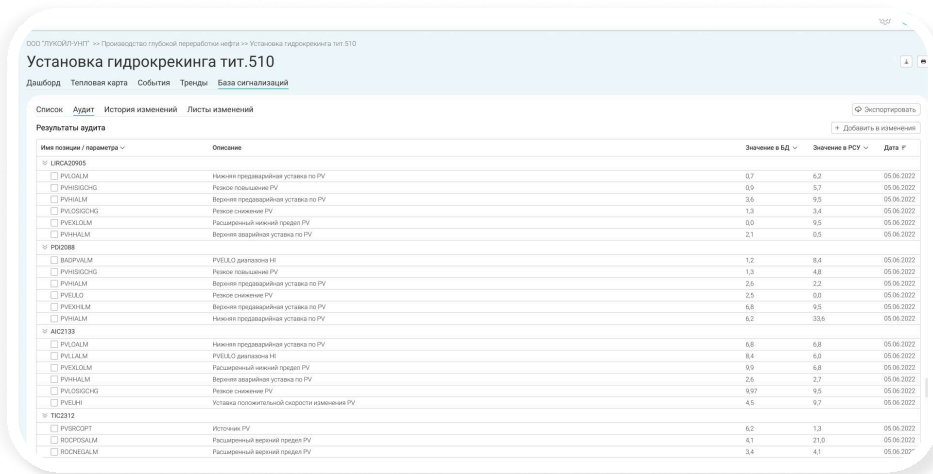 ООО "ЛУКОЙЛ-УНП" >> Производство глубокой переработки нефти >> Установка гидрокрекинга тит.510
Установка гидрокрекинга тит.510
Дашборд Тепловая карта События Тренды База сигнализаций
Список Аудит История изменений Листы изменений Экспортировать
Результаты аудита + Добавить в изменения
Имя позиции / параметра Описание Значение в БД Значение в РСУ Дата
LIRCA20905
PVLOALM Нижняя предаварийная уставка по PV 0,7 6,2 05.06.2022
PVHISIGCHG Резкое повышение PV 0,9 5,7 05.06.2022
PVHIALM Верхняя предаварийная уставка по PV 3,6 9,5 05.06.2022
PVLOSIGCHG Резкое снижение PV 1,3 3,4 05.06.2022
PVEXLOLM Расширенный нижний предел PV 0,0 9,5 05.06.2022
PVHHALM Верхняя аварийная уставка по PV 2,1 0,5 05.06.2022
PDI2088
BADPVALM PVEULO диапазона HI 1,2 8,4 05.06.2022
PVHISIGCHG Резкое повышение PV 1,3 4,8 05.06.2022
PVHIALM Верхняя предаварийная уставка по PV 2,6 2,2 05.06.2022
PVEULO Резкое снижение PV 2,5 0,0 05.06.2022
PVEXHILM Верхняя предаварийная уставка по PV 6,8 9,5 05.06.2022
PVHIALM Нижняя предаварийная уставка по PV 6,2 33,6 05.06.2022
AIC2133
PVLOALM Нижняя предаварийная уставка по PV 6,8 6,8 05.06.2022
PVLLALM PVEULO диапазона HI 8,4 6,0 05.06.2022
PVEXLOLM Расширенный нижний предел PV 9,9 6,8 05.06.2022
PVHHALM Верхняя аварийная уставка по PV 2,6 2,7 05.06.2022
PVLOSIGCHG Резкое снижение PV 9,97 9,5 05.06.2022
PVEUHI Уставка положительной скорости изменения PV 4,5 9,7 05.06.2022
TIC2312
PVSRCOPT Источник PV 6,2 1,3 05.06.2022
ROCPOSALM Расширенный верхний предел PV 4,1 21,0 05.06.2022
ROCNEGALM Расширенный верхний предел PV 3,4 4,1